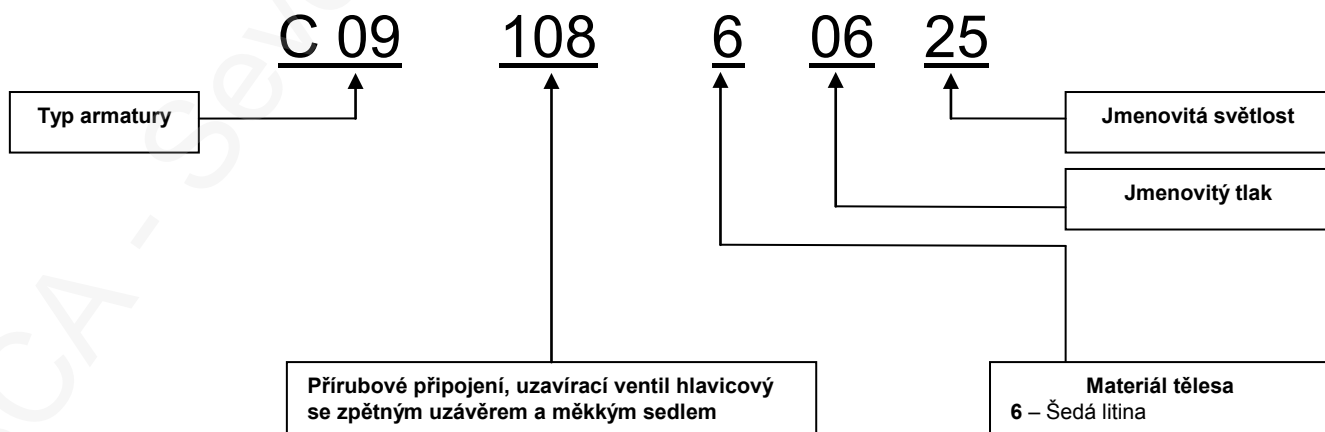 C 09 108 6 06 25
Typ armatury
Jmenovitá světlost
Jmenovitý tlak
Přírubové připojení, uzavírací ventil hlavicový
se zpětným uzávěrem a měkkým sedlem
Materiál tělesa
6 – Šedá litina